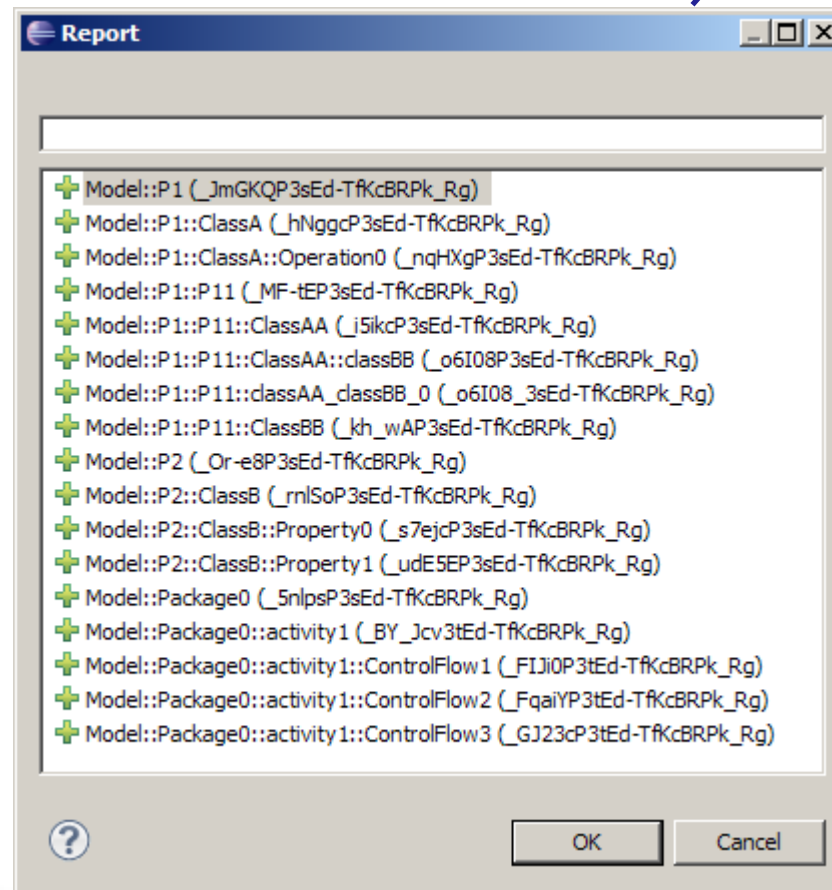 Report
Model::P1 (_JmGKQP3sEd-TfKcBRPk_Rg)
Model::P1::ClassA (_hNggcP3sEd-TfKcBRPk_Rg)
Model::P1::ClassA::Operation0 (_nqHXgP3sEd-TfKcBRPk_Rg)
Model::P1::P11 (_MF-tEP3sEd-TfKcBRPk_Rg)
Model::P1::P11::ClassAA (_i5ikcP3sEd-TfKcBRPk_Rg)
Model::P1::P11::ClassAA::classBB (_o6I08P3sEd-TfKcBRPk_Rg)
Model::P1::P11::classAA_classBB_0 (_o6I08_3sEd-TfKcBRPk_Rg)
Model::P1::P11::ClassBB (_kh_wAP3sEd-TfKcBRPk_Rg)
Model::P2 (_Or-e8P3sEd-TfKcBRPk_Rg)
Model::P2::ClassB (_rnlSoP3sEd-TfKcBRPk_Rg)
Model::P2::ClassB::Property0 (_s7ejcP3sEd-TfKcBRPk_Rg)
Model::P2::ClassB::Property1 (_udE5EP3sEd-TfKcBRPk_Rg)
Model::Package0 (_5nlpsP3sEd-TfKcBRPk_Rg)
Model::Package0::activity1 (_BY_Jcv3tEd-TfKcBRPk_Rg)
Model::Package0::activity1::ControlFlow1 (_FIJi0P3tEd-TfKcBRPk_Rg)
Model::Package0::activity1::ControlFlow2 (_FqaiYP3tEd-TfKcBRPk_Rg)
Model::Package0::activity1::ControlFlow3 (_GJ23cP3tEd-TfKcBRPk_Rg)
OK Cancel